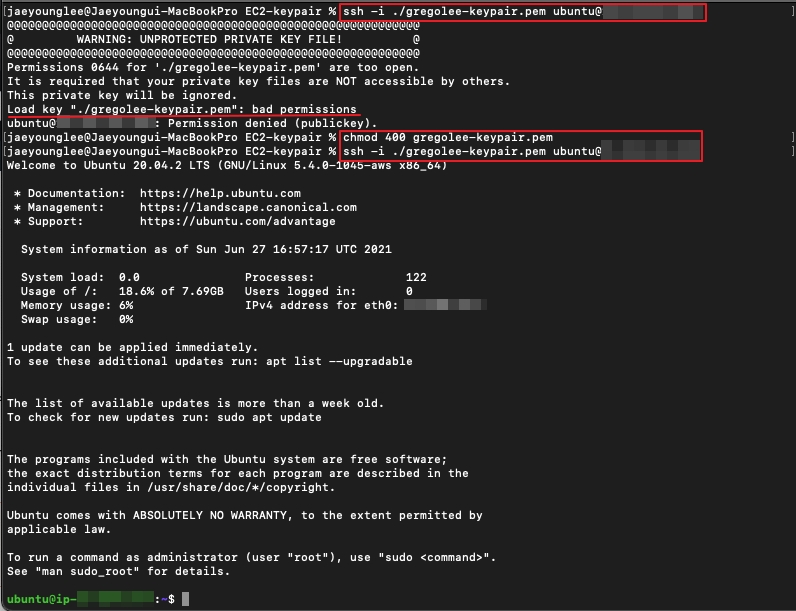 [jaeyounglee@Jaeyoungui-MacBookPro EC2-keypair % ssh -i ./gregolee-keypair.pem ubuntu@ ]
@@@@@@@@@@@@@@@@@@@@@@@@@@@@@@@@@@@@@@@@@@@@@@@@@@@@@@@@@@@
@         WARNING: UNPROTECTED PRIVATE KEY FILE!          @
@@@@@@@@@@@@@@@@@@@@@@@@@@@@@@@@@@@@@@@@@@@@@@@@@@@@@@@@@@@
Permissions 0644 for './gregolee-keypair.pem' are too open.
It is required that your private key files are NOT accessible by others.
This private key will be ignored.
Load key "./gregolee-keypair.pem": bad permissions
ubuntu@ : Permission denied (publickey).
[jaeyounglee@Jaeyoungui-MacBookPro EC2-keypair % chmod 400 gregolee-keypair.pem ]
[jaeyounglee@Jaeyoungui-MacBookPro EC2-keypair % ssh -i ./gregolee-keypair.pem ubuntu@ ]
Welcome to Ubuntu 20.04.2 LTS (GNU/Linux 5.4.0-1045-aws x86_64)
* Documentation:  https://help.ubuntu.com
* Management:     https://landscape.canonical.com
* Support:        https://ubuntu.com/advantage
System information as of Sun Jun 27 16:57:17 UTC 2021
System load:  0.0               Processes:             122
Usage of /:   18.6% of 7.69GB   Users logged in:       0
Memory usage: 6%                IPv4 address for eth0:
Swap usage:   0%
1 update can be applied immediately.
To see these additional updates run: apt list --upgradable
The list of available updates is more than a week old.
To check for new updates run: sudo apt update
The programs included with the Ubuntu system are free software;
the exact distribution terms for each program are described in the
individual files in /usr/share/doc/*/copyright.
Ubuntu comes with ABSOLUTELY NO WARRANTY, to the extent permitted by
applicable law.
To run a command as administrator (user "root"), use "sudo <command>".
See "man sudo_root" for details.
ubuntu@ip- :~$